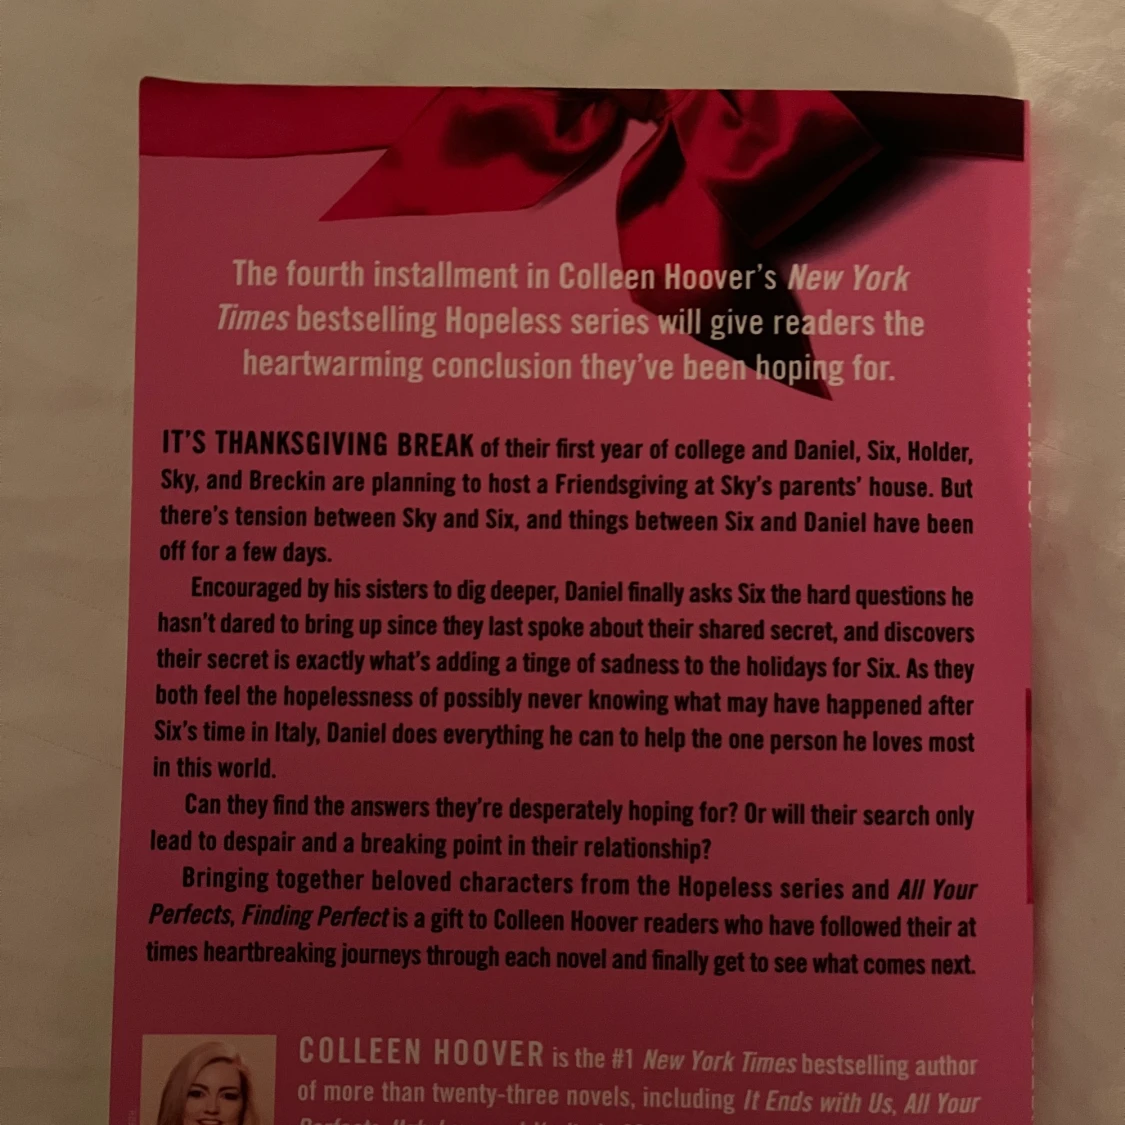 The fourth installment in Colleen Hoover's New York
Times bestselling Hopeless series will give readers the
heartwarming conclusion they've been hoping for.
IT'S THANKSGIVING BREAK of their first year of college and Daniel, Six, Holder,
Sky, and Breckin are planning to host a Friendsgiving at Sky's parents' house. But
there's tension between Sky and Six, and things between Six and Daniel have been
off for a few days.
Encouraged by his sisters to dig deeper, Daniel finally asks Six the hard questions he
hasn't dared to bring up since they last spoke about their shared secret, and discovers
their secret is exactly what's adding a tinge of sadness to the holidays for Six. As they
both feel the hopelessness of possibly never knowing what may have happened after
Six's time in Italy, Daniel does everything he can to help the one person he loves most
in this world.
Can they find the answers they're desperately hoping for? Or will their search only
lead to despair and a breaking point in their relationship?
Bringing together beloved characters from the Hopeless series and All Your
Perfects, Finding Perfect is a gift to Colleen Hoover readers who have followed their at
times heartbreaking journeys through each novel and finally get to see what comes next.
COLLEEN HOOVER is the #1 New York Times bestselling author
of more than twenty-three novels, including It Ends with Us, All Your